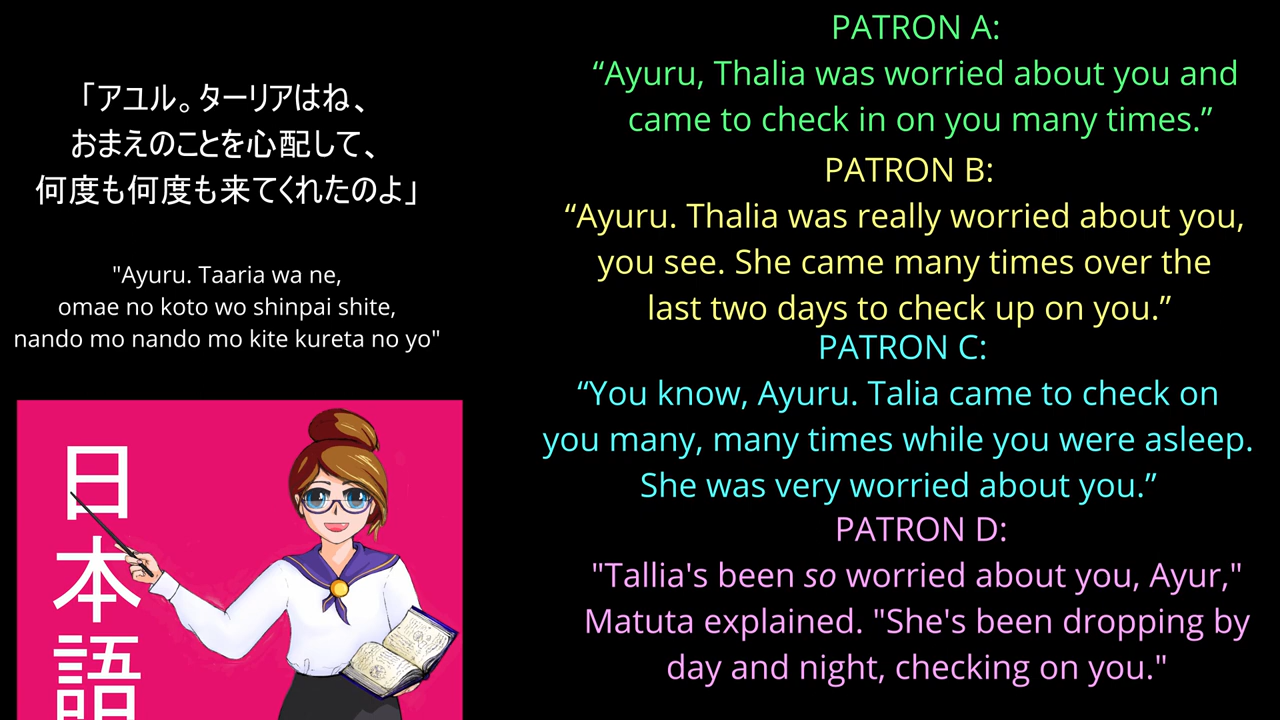 「アユル。ターリアはね、
おまえのことを心配して、
何度も何度も来てくれたのよ」
"Ayuru. Taaria wa ne,
omae no koto wo shinpai shite,
nando mo nando mo kite kureta no yo"
日
本
語
PATRON A:
“Ayuru, Thalia was worried about you and
came to check in on you many times.”
PATRON B:
“Ayuru. Thalia was really worried about you,
you see. She came many times over the
last two days to check up on you.”
PATRON C:
“You know, Ayuru. Talia came to check on
you many, many times while you were asleep.
She was very worried about you.”
PATRON D:
"Tallia's been so worried about you, Ayur,"
Matuta explained. "She's been dropping by
day and night, checking on you."